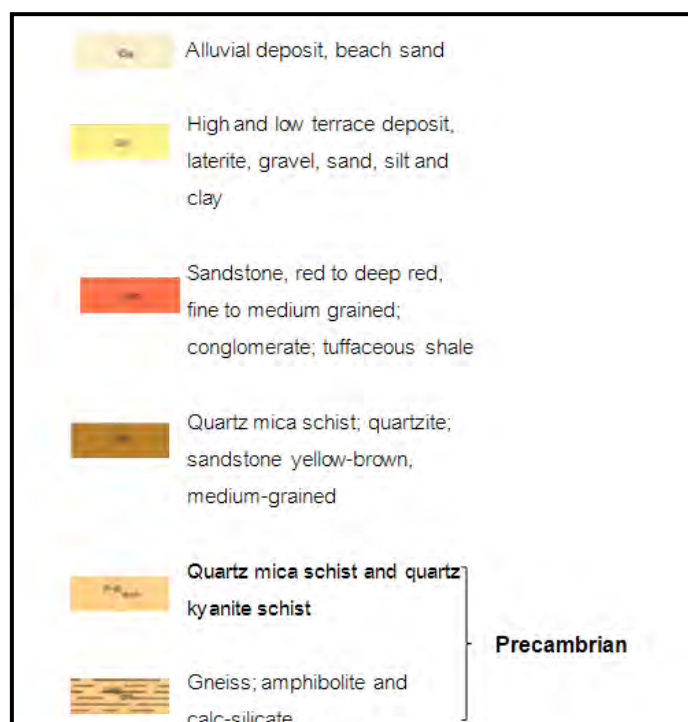 Alluvial deposit, beach sand
High and low terrace deposit,
laterite, gravel, sand, silt and
clay
Sandstone, red to deep red,
fine to medium grained;
conglomerate; tuffaceous shale
Quartz mica schist; quartzite;
sandstone yellow-brown,
medium-grained
Quartz mica schist and quartz
kyanite schist
Precambrian
Gneiss; amphibolite and
calc-silicate